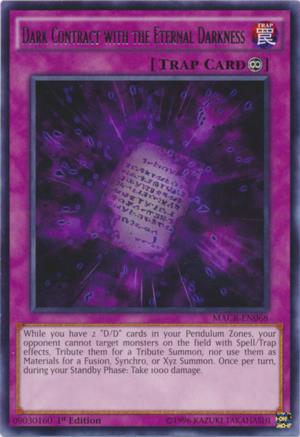 DARK CONTRACT WITH THE ETERNAL DARKNESS
TRAP
罠
[TRAP CARD]
MACR-EN068
While you have 2 "D/D" cards in your Pendulum Zones, your
opponent cannot target monsters on the field with Spell/Trap
effects, Tribute them for a Tribute Summon, nor use them as
Materials for a Fusion, Synchro, or Xyz Summon. Once per turn,
during your Standby Phase: Take 1000 damage.
09030160
1st Edition
©1996 KAZUKI TAKAHASHI